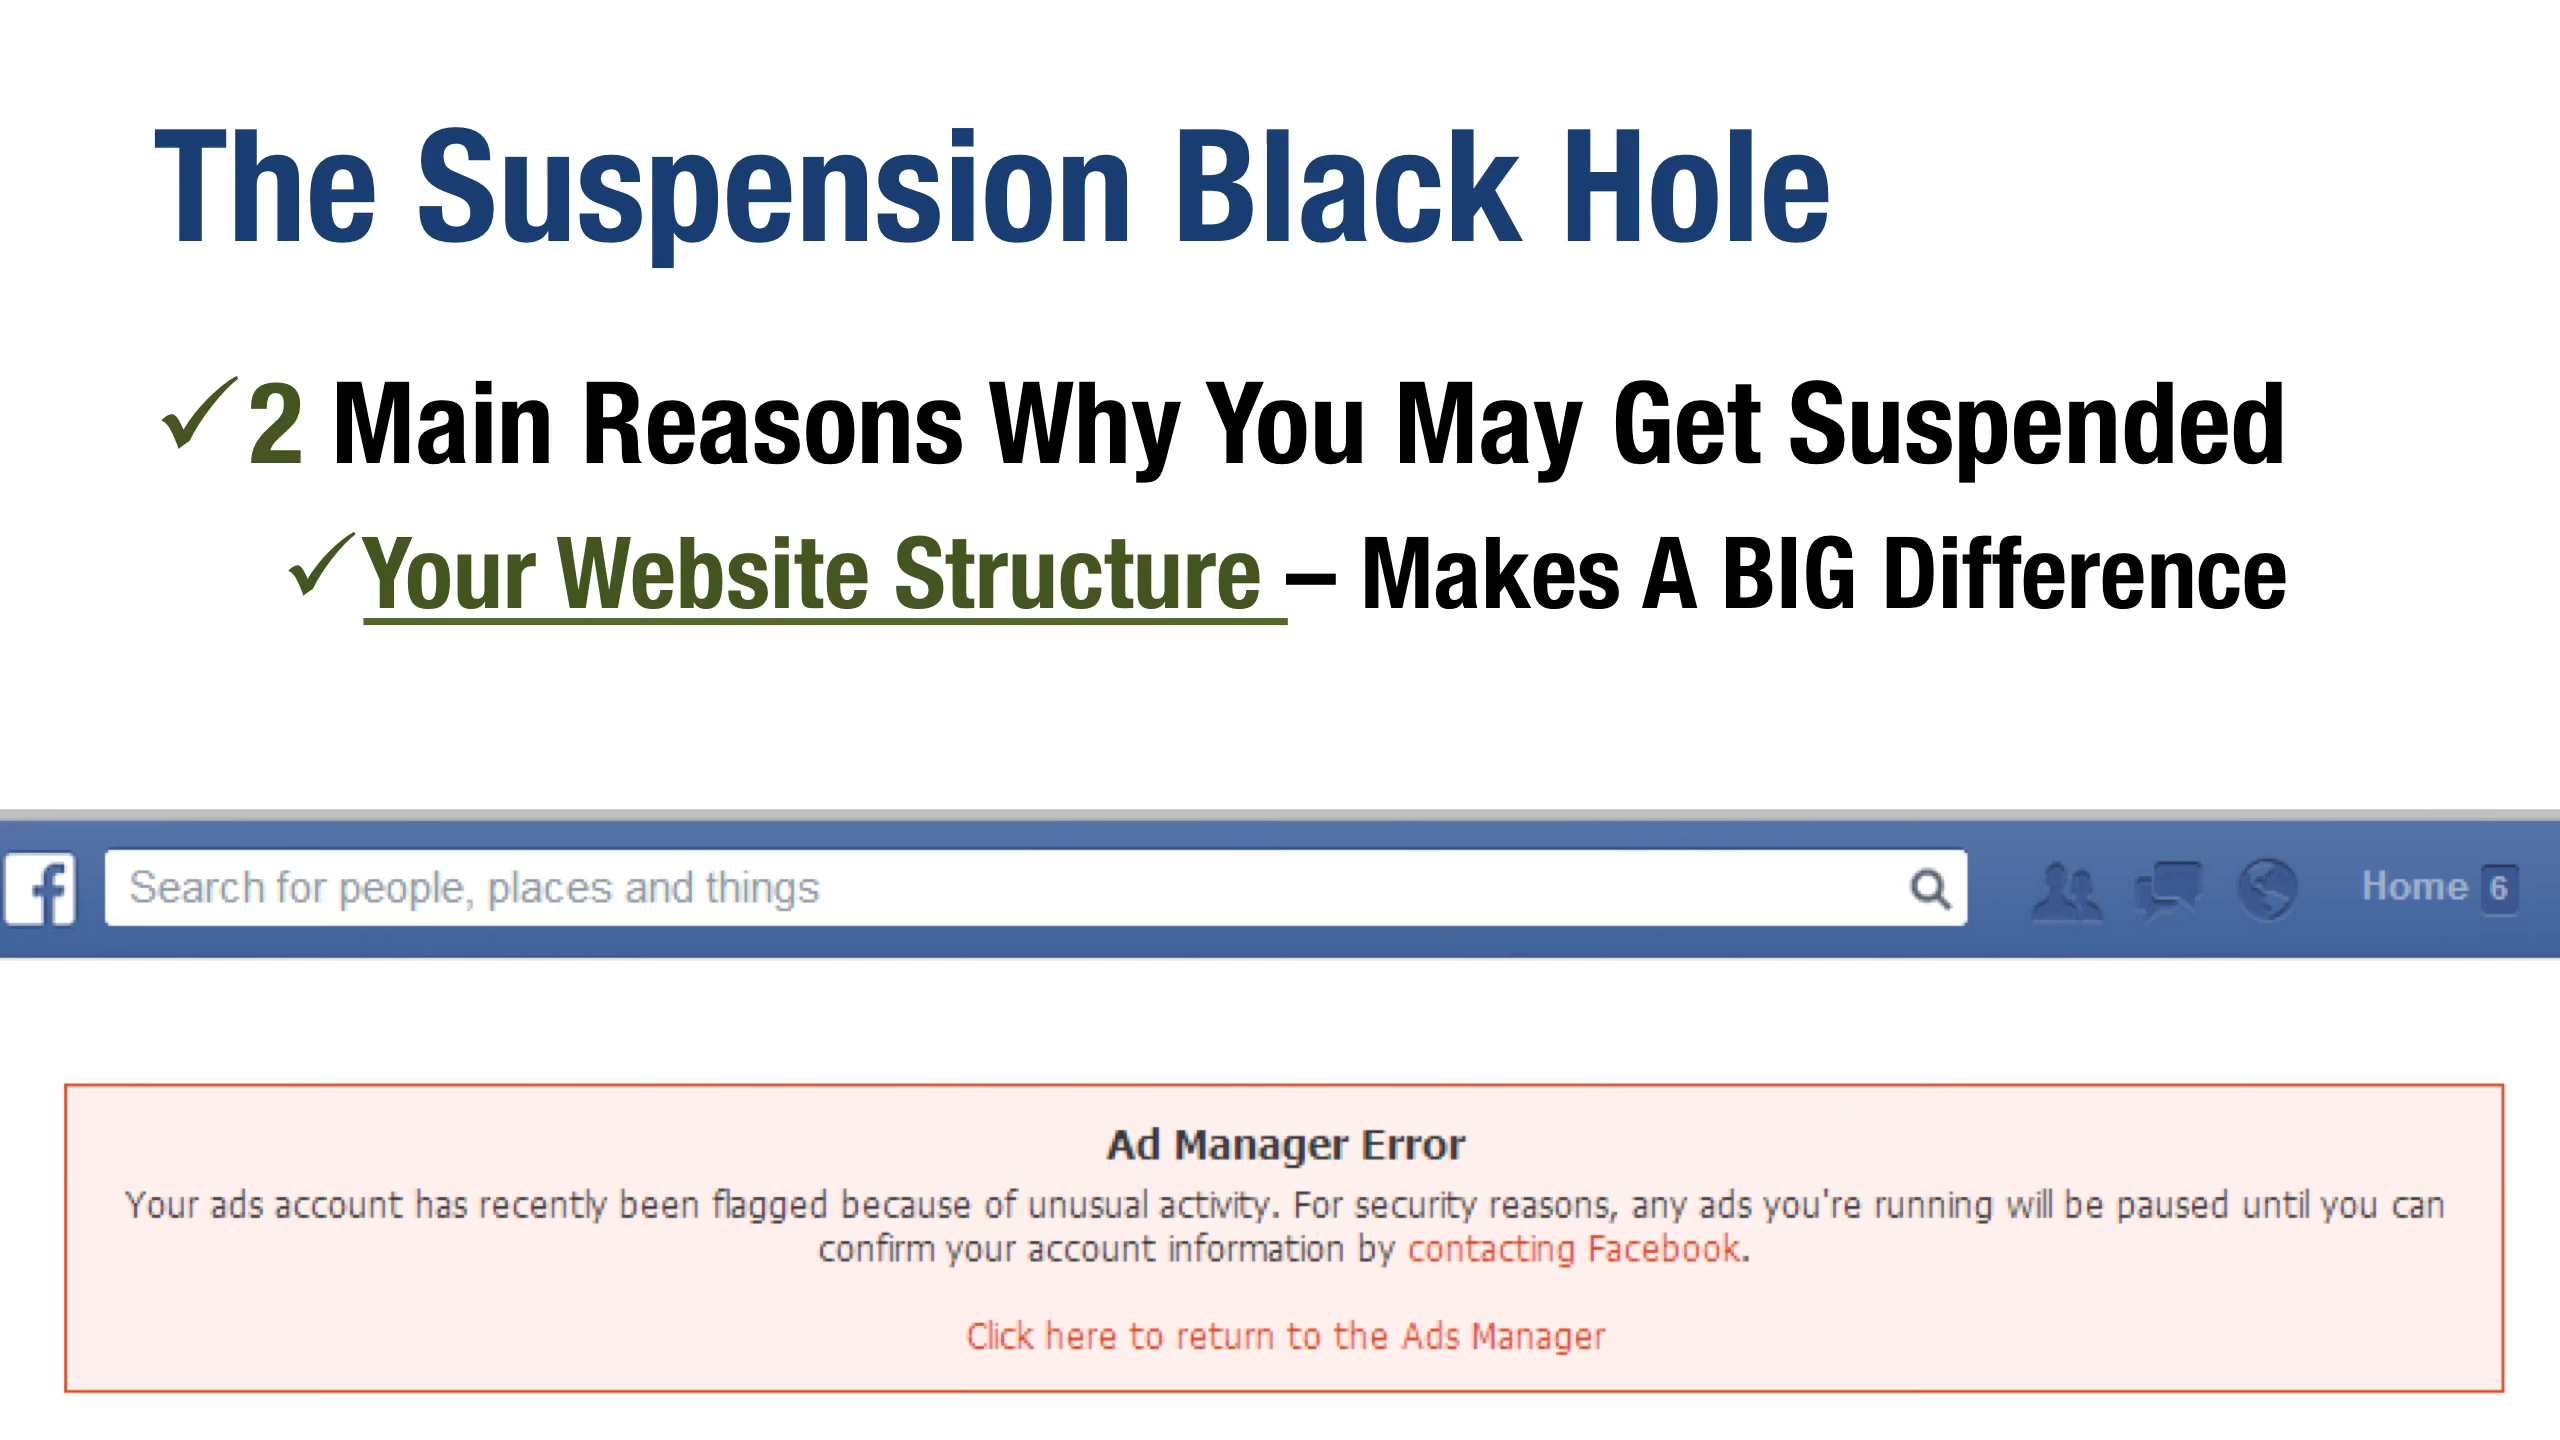 The Suspension Black Hole
✓2 Main Reasons Why You May Get Suspended
✓Your Website Structure – Makes A BIG Difference
f Search for people, places and things Home 6
Ad Manager Error
Your ads account has recently been flagged because of unusual activity. For security reasons, any ads you're running will be paused until you can
confirm your account information by contacting Facebook.
Click here to return to the Ads Manager